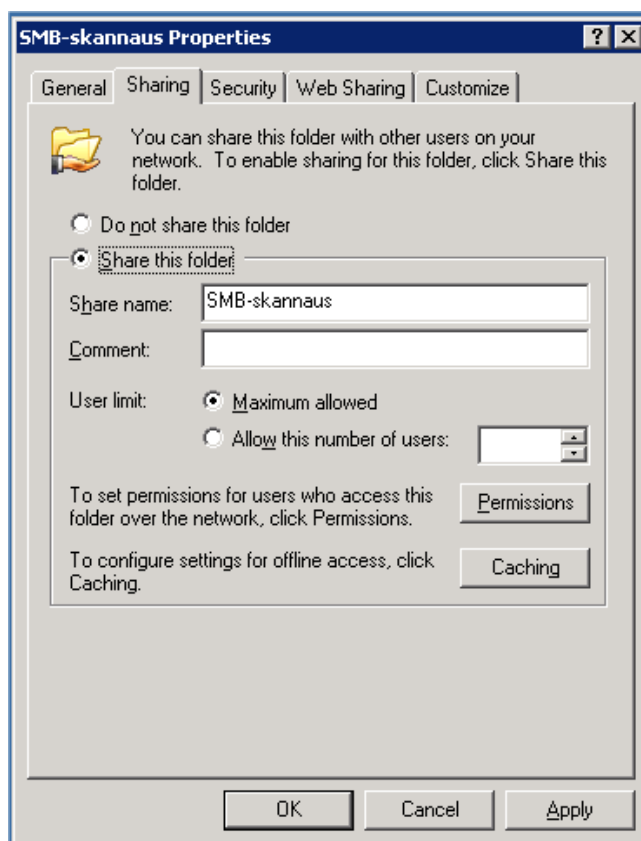 SMB-skannaus Properties
General Sharing Security Web Sharing Customize
You can share this folder with other users on your
network. To enable sharing for this folder, click Share this
folder.
Do not share this folder
Share this folder
Share name: SMB-skannaus
Comment:
User limit: Maximum allowed
Allow this number of users:
To set permissions for users who access this
folder over the network, click Permissions.
Permissions
To configure settings for offline access, click
Caching.
Caching
OK Cancel Apply